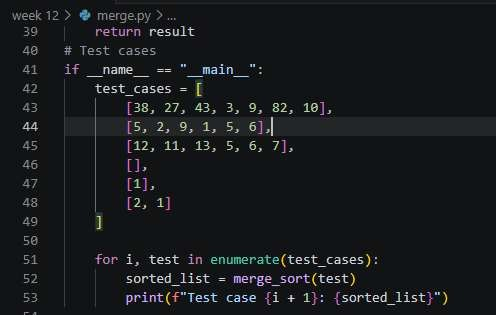 week 12 > merge.py > ...
39 return result
40 # Test cases
41 if __name__ == "__main__":
42 test_cases = [
43 [38, 27, 43, 3, 9, 82, 10],
44 [5, 2, 9, 1, 5, 6],
45 [12, 11, 13, 5, 6, 7],
46 [],
47 [1],
48 [2, 1]
49 ]
50
51 for i, test in enumerate(test_cases):
52 sorted_list = merge_sort(test)
53 print(f"Test case {i + 1}: {sorted_list}")